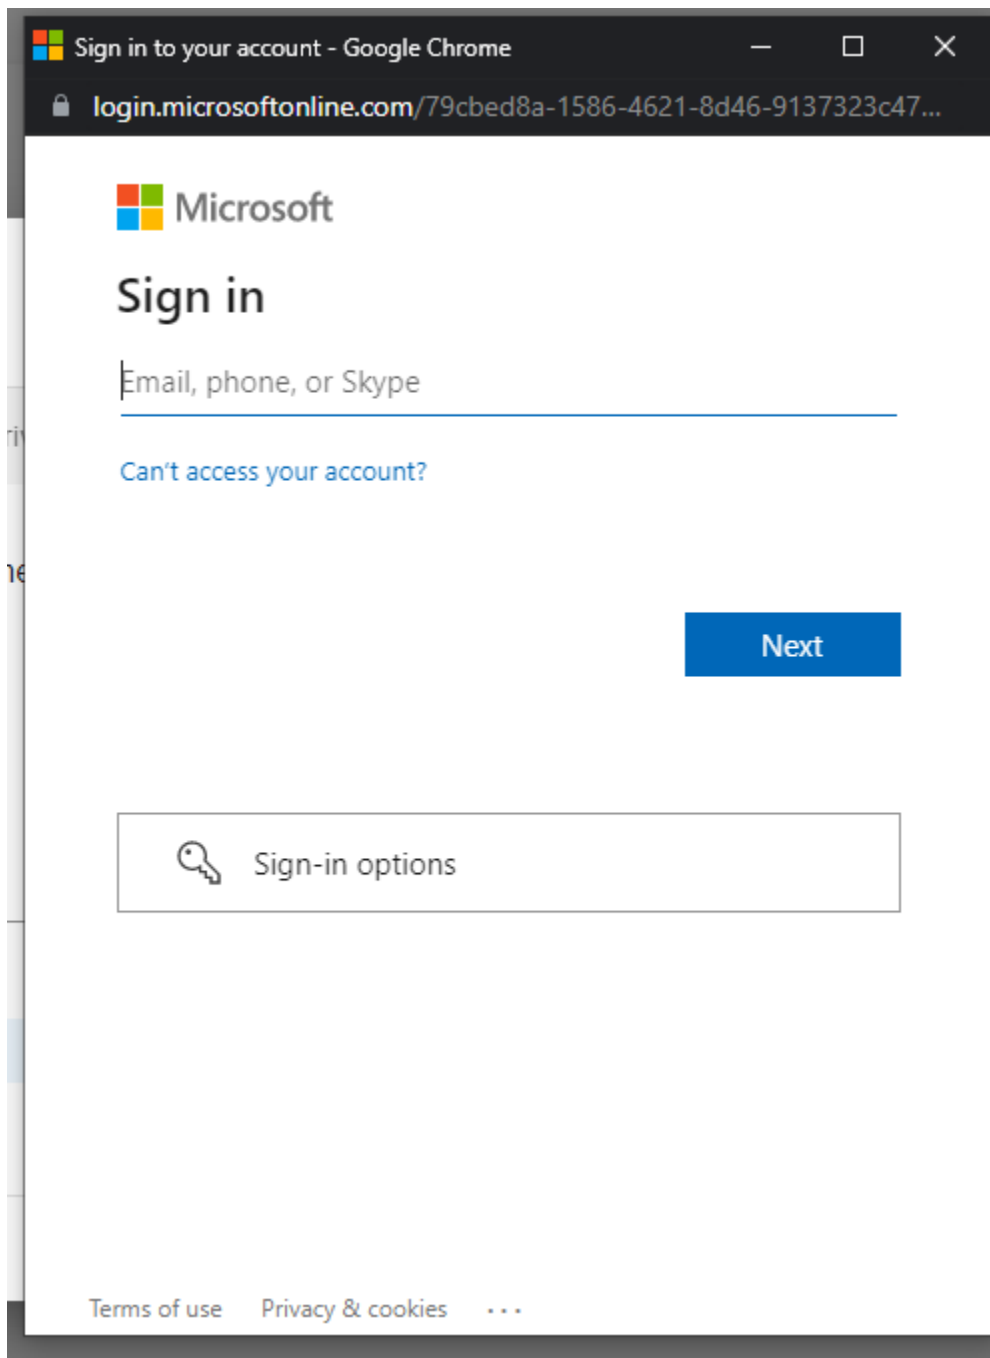 Sign in to your account - Google Chrome
login.microsoftonline.com/79cbed8a-1586-4621-8d46-9137323c47...
Microsoft
Sign in
Email, phone, or Skype
Can't access your account?
Next
Sign-in options
Terms of use Privacy & cookies ...